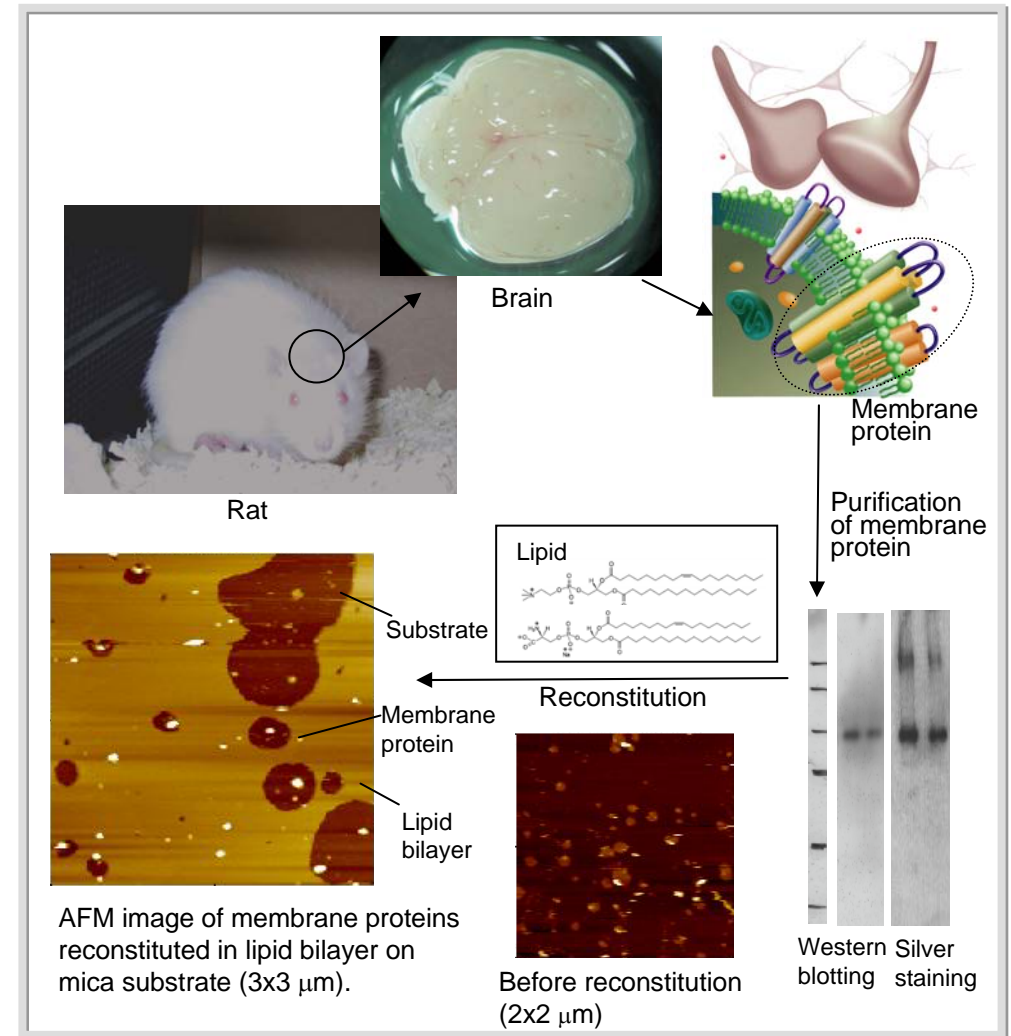 Brain
Membrane
protein
Rat
Purification
of membrane
protein
Lipid
Substrate
Reconstitution
Membrane
protein
Lipid
bilayer
AFM image of membrane proteins
reconstituted in lipid bilayer on
mica substrate (3x3 μm).
Before reconstitution
(2x2 μm)
Western
blotting
Silver
staining